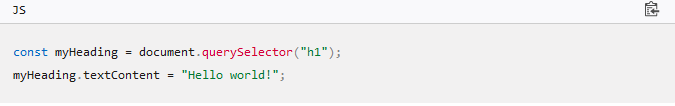 JS
const myHeading = document.querySelector("h1");
myHeading.textContent = "Hello world!";